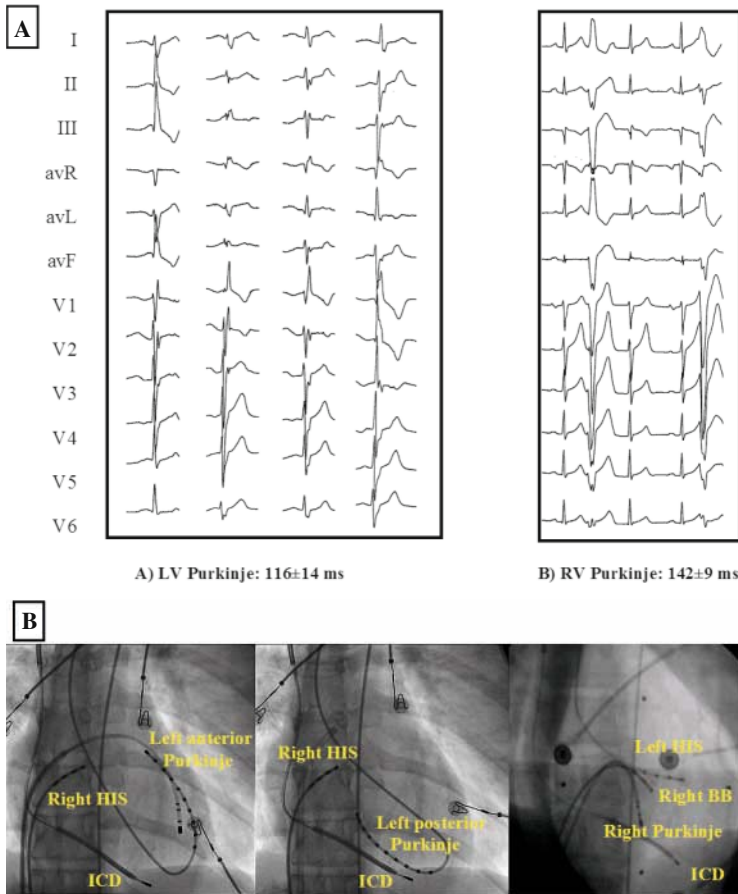 A
I
II
III
avR
avL
avF
V1
V2
V3
V4
V5
V6
A) LV Purkinje: 116±14 ms
B) RV Purkinje: 142±9 ms
B
Left anterior
Purkinje
Right HIS
ICD
Right HIS
Left posterior
Purkinje
ICD
Left HIS
Right BB
Right Purkinje
ICD